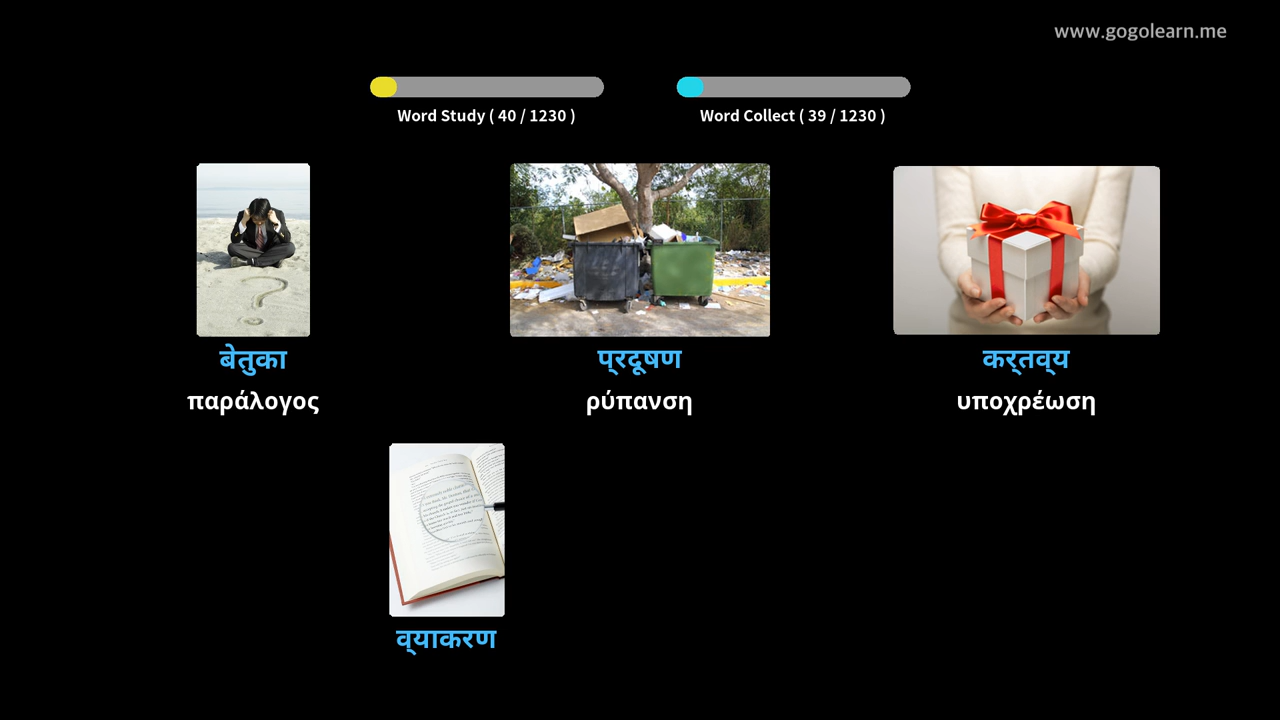 www.gogolearn.me
Word Study ( 40 / 1230 )
Word Collect ( 39 / 1230 )
बेतुका
प्रदूषण
कर्तव्य
παράλογος
ρύπανση
υποχρέωση
व्याकरण